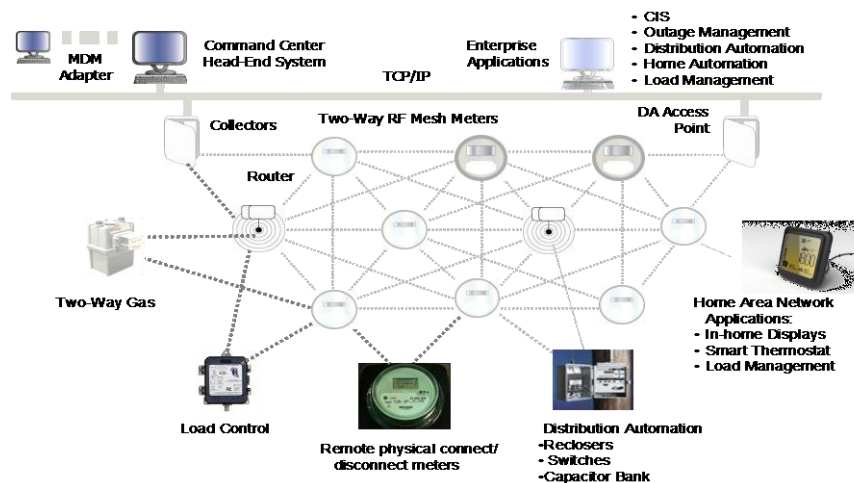 MDM
Adapter
Command Center
Head-End System
TCP/IP
Enterprise
Applications
- CIS
- Outage Management
- Distribution Automation
- Home Automation
- Load Management
Collectors
Two-Way RF Mesh Meters
DA Access
Point
Router
Two-Way Gas
Home Area Network
Applications:
- In-home Displays
- Smart Thermostat
- Load Management
Load Control
Remote physical connect/
disconnect meters
Distribution Automation
-Reclosers
- Switches
-Capacitor Bank